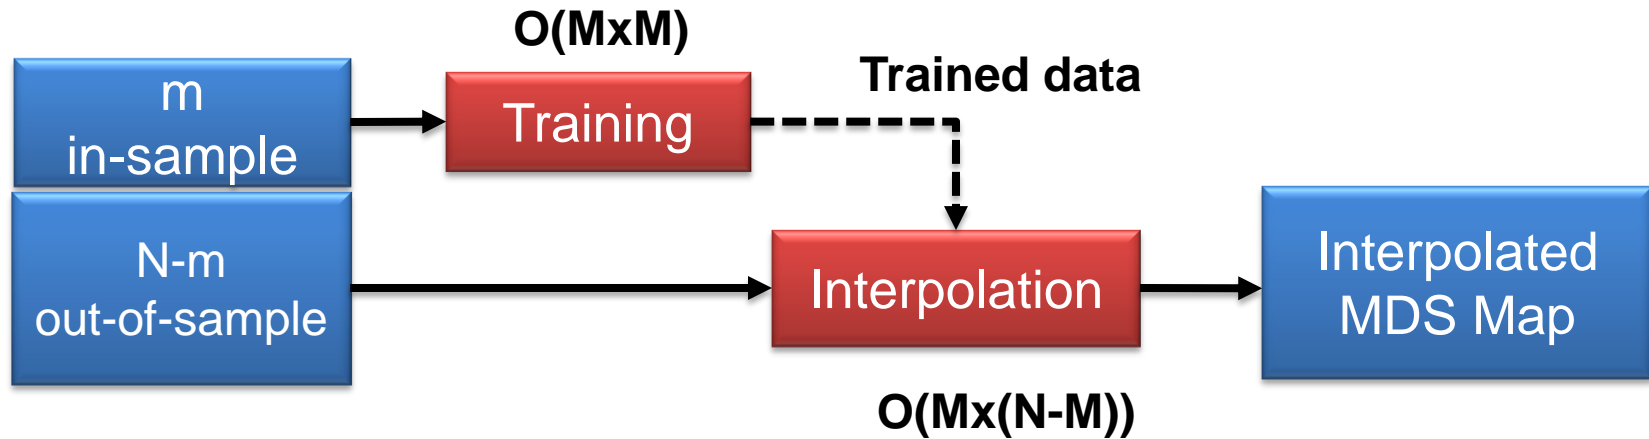 O(MxM)
m
in-sample
Training
Trained data
N-m
out-of-sample
Interpolation
Interpolated
MDS Map
O(Mx(N-M))